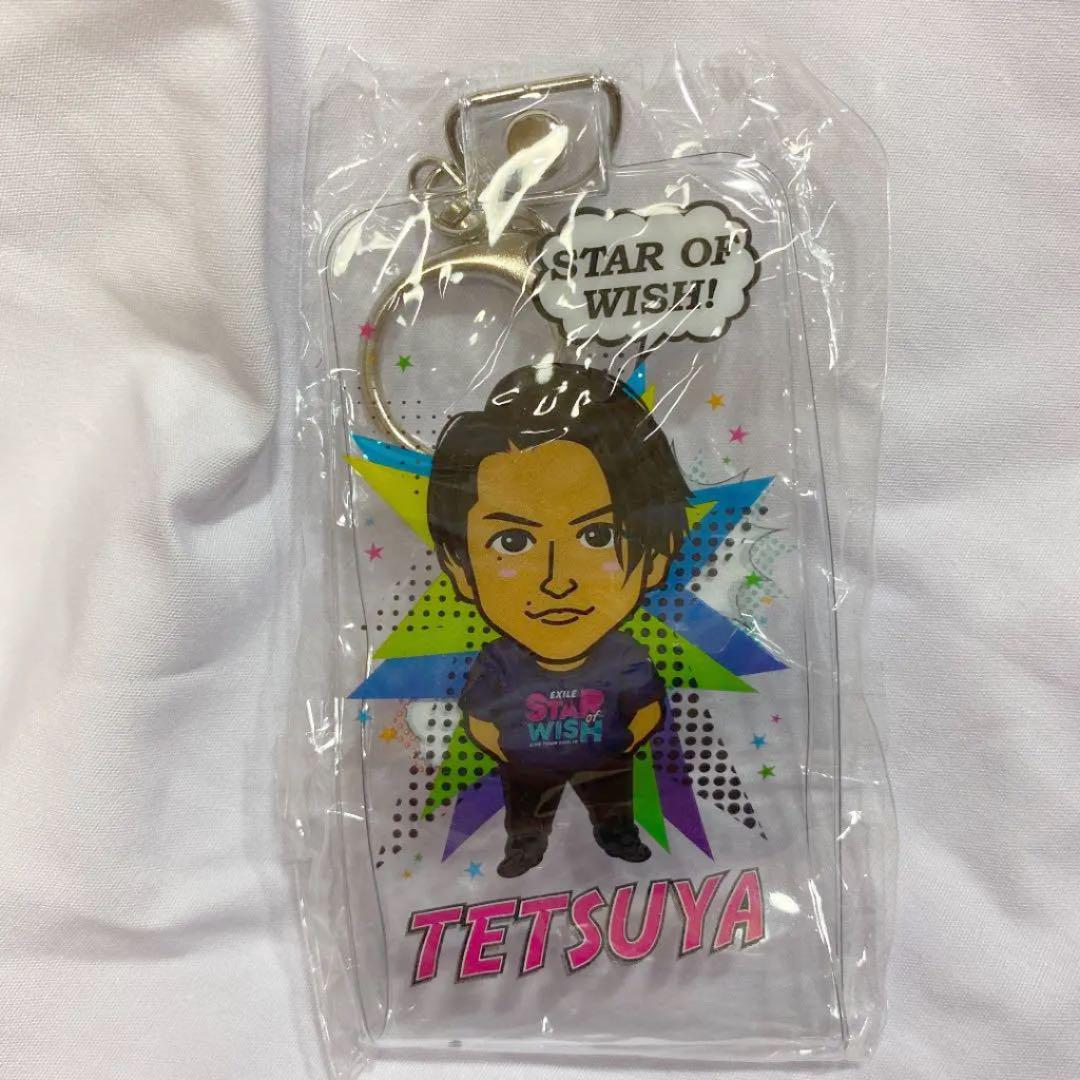 STAR OF
WISH!
EXILE
STAR
of
WISH
TETSUYA